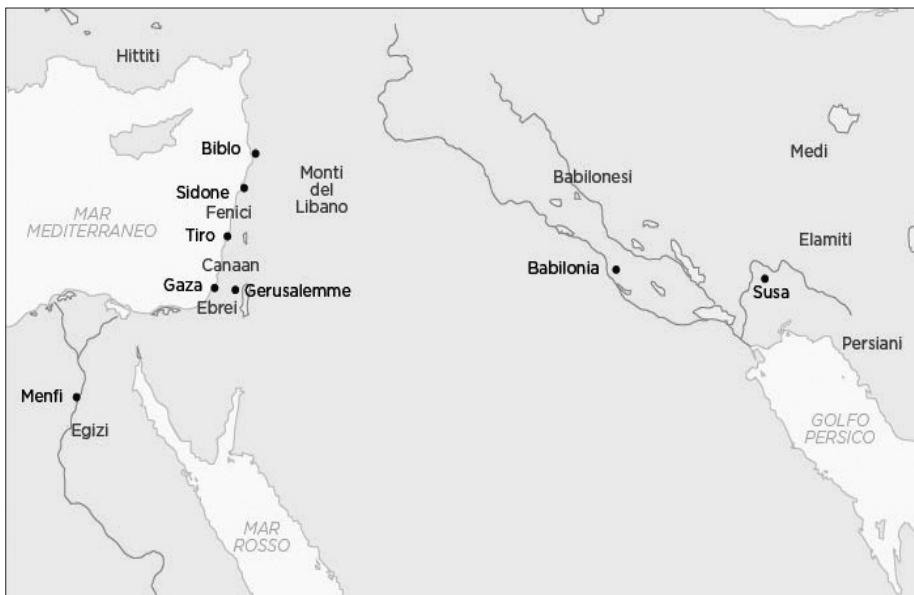 Hittiti
Biblo
Medi
Monti
del
Libano
Babilonesi
Sidone
Fenici
MAR
MEDITERRANEO
Tiro
Elamiti
Canaan
Babilonia
Gaza
Gerusalemme
Susa
Ebrei
Persiani
Menfi
Egizi
GOLFO
PERSICO
MAR
ROSSO